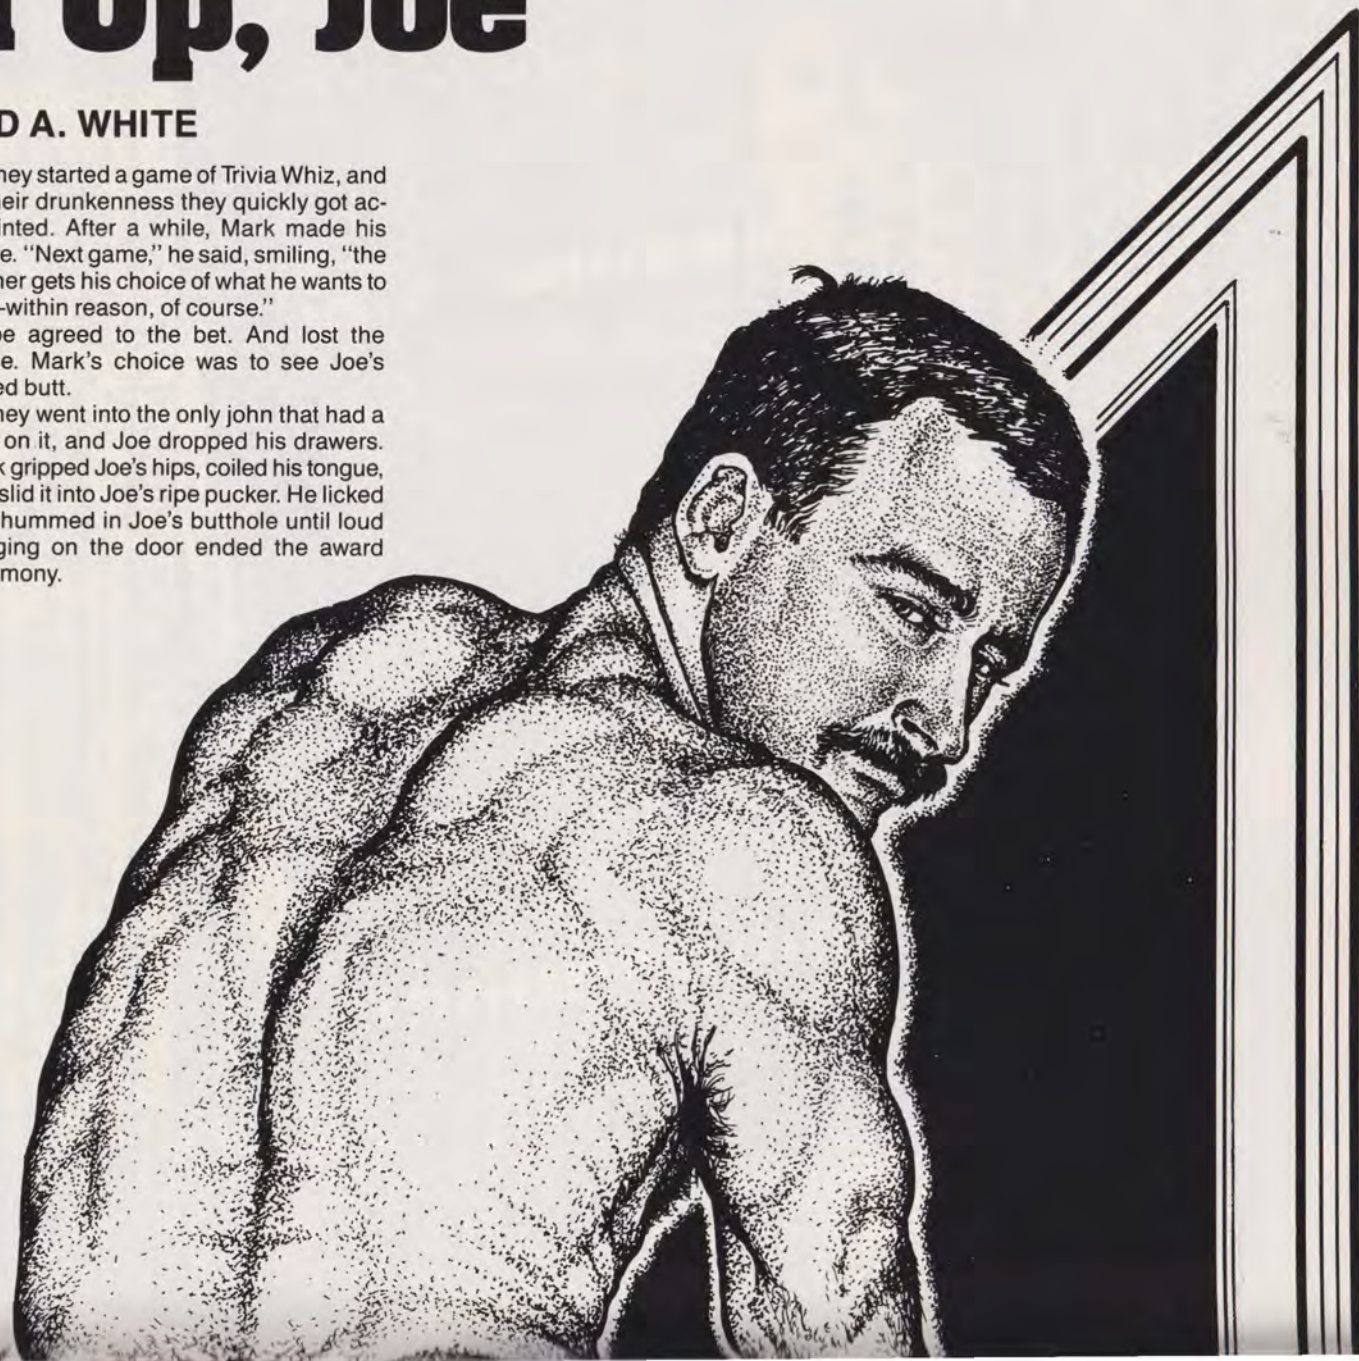 Up, Joe
D A. WHITE
hey started a game of Trivia Whiz, and
heir drunkenness they quickly got ac-
inted. After a while, Mark made his
e. "Next game," he said, smiling, "the
ner gets his choice of what he wants to
-within reason, of course."
oe agreed to the bet. And lost the
e. Mark's choice was to see Joe's
ed butt.
hey went into the only john that had a
on it, and Joe dropped his drawers.
k gripped Joe's hips, coiled his tongue,
slid it into Joe's ripe pucker. He licked
hummed in Joe's butthole until loud
ging on the door ended the award
mony.